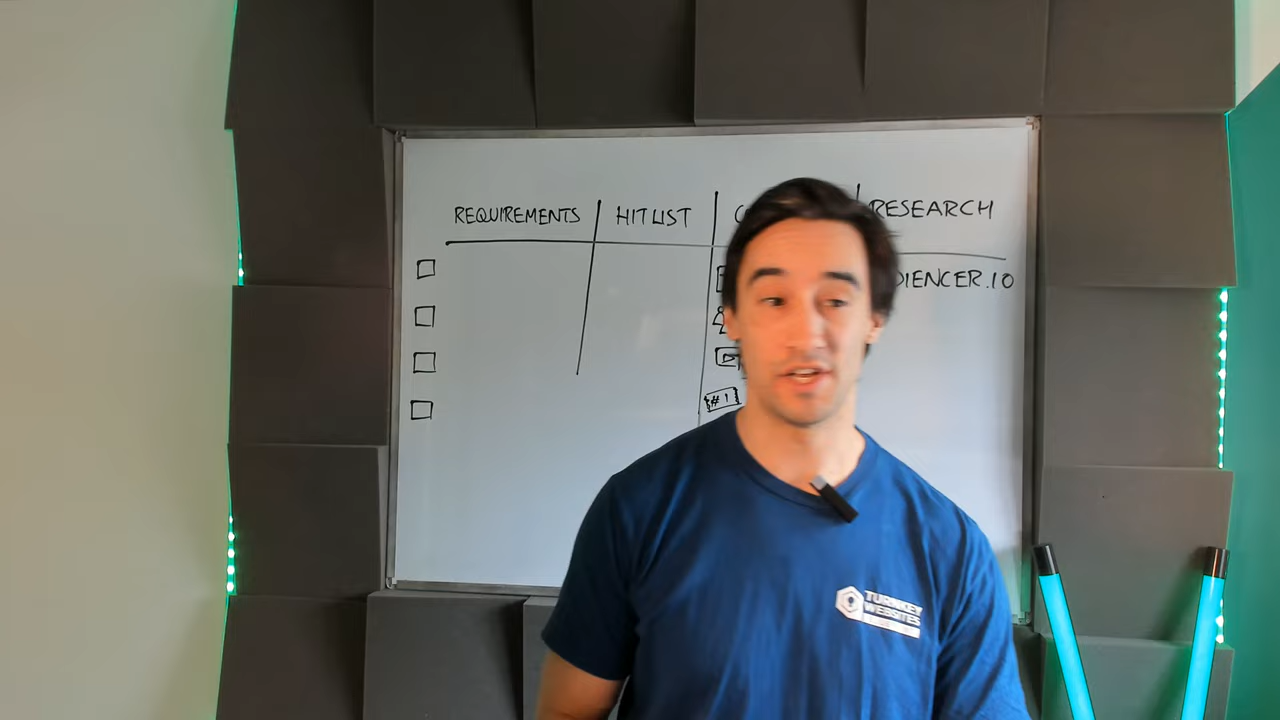 REQUIREMENTS HITLIST RESEARCH
DIENCER.IO
#1
TURNKEY
WEBSITES